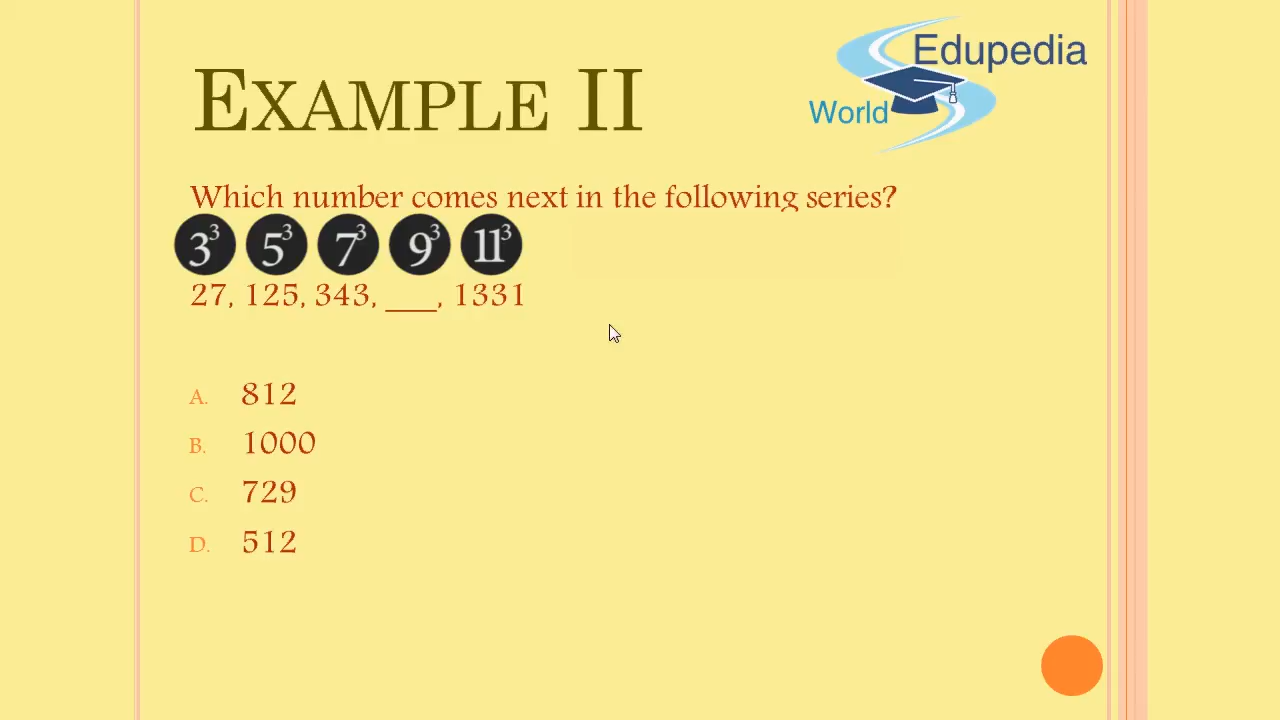 Edupedia
World
EXAMPLE II
Which number comes next in the following series?
3³ 5³ 7³ 9³ 11³
27, 125, 343, ___, 1331
A. 812
B. 1000
C. 729
D. 512